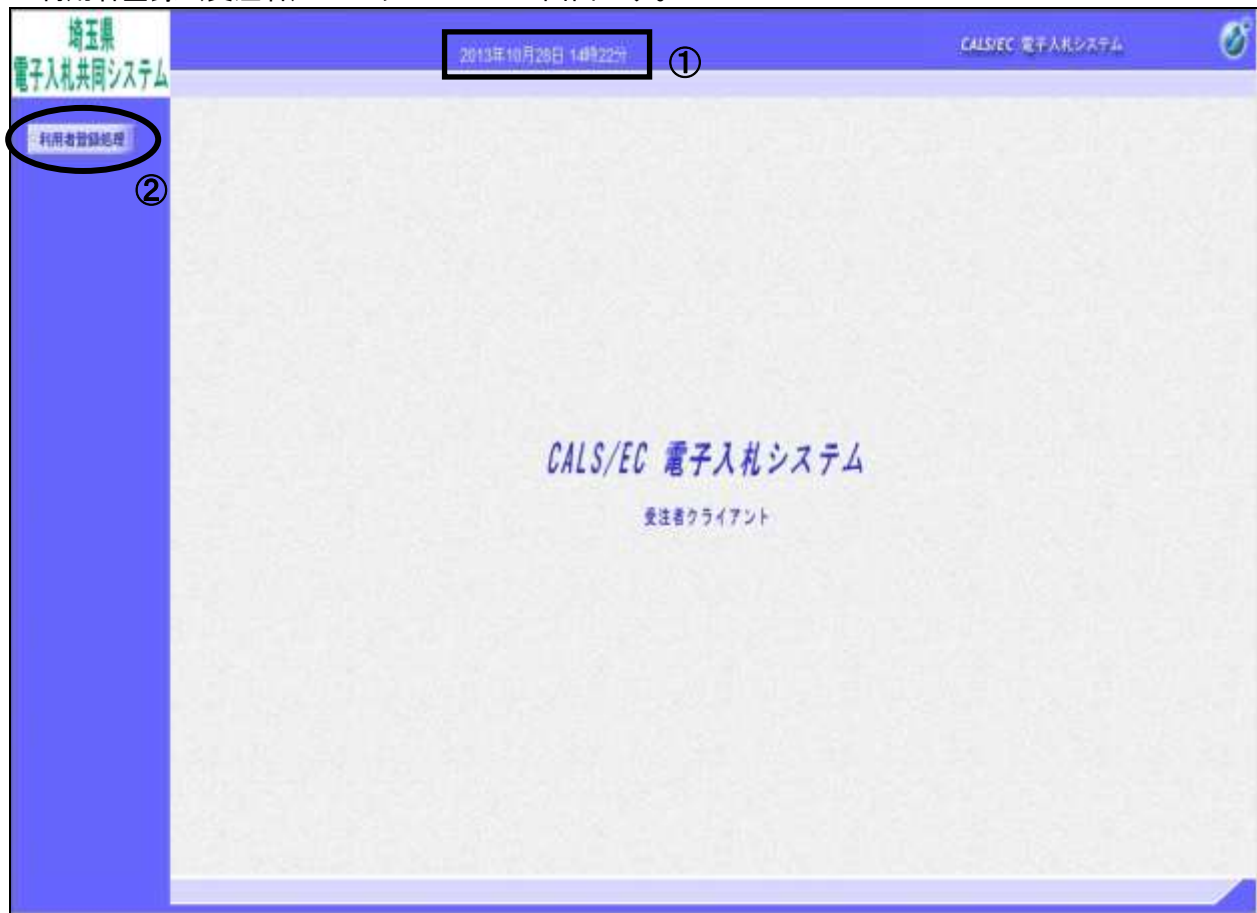 埼玉県
電子入札共同システム
2013年10月28日 14時22分
①
CALS/EC 電子入札システム
利用者登録処理
②
CALS/EC 電子入札システム
受注者クライアント